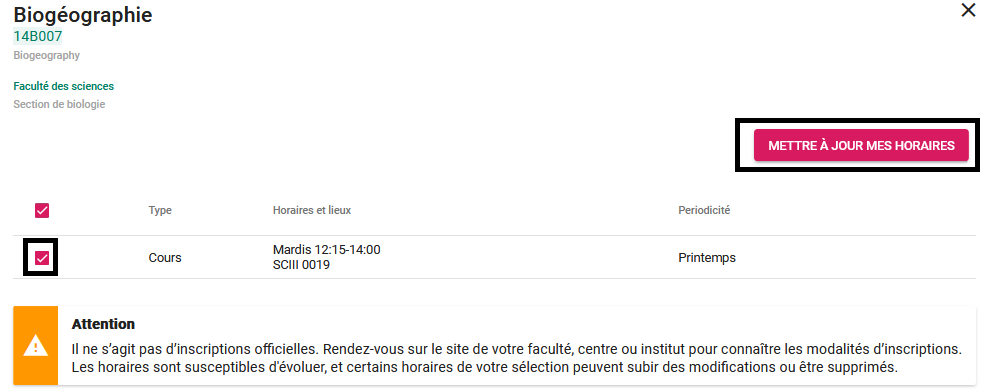 Biogéographie
14B007
Biogeography
Faculté des sciences
Section de biologie
METTRE À JOUR MES HORAIRES
Type Horaires et lieux Periodicité
Cours Mardis 12:15-14:00 Printemps
SCIII 0019
Attention
Il ne s'agit pas d'inscriptions officielles. Rendez-vous sur le site de votre faculté, centre ou institut pour connaître les modalités d'inscriptions.
Les horaires sont susceptibles d'évoluer, et certains horaires de votre sélection peuvent subir des modifications ou être supprimés.